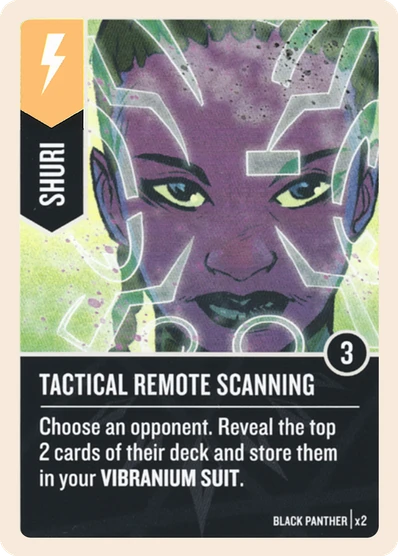 SHURI
3
TACTICAL REMOTE SCANNING
Choose an opponent. Reveal the top
2 cards of their deck and store them
in your VIBRANIUM SUIT.
BLACK PANTHER | x2